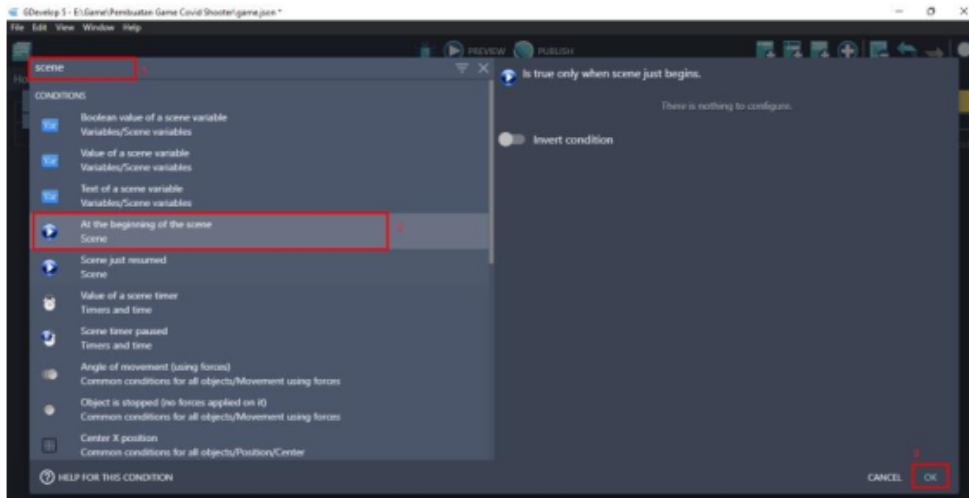 GDevelop 5 - E:\Game\Pembuatan Game Covid Shooter\game.json *
File Edit View Window Help
PREVIEW PUBLISH
scene 1
Is true only when scene just begins.
CONDITIONS
There is nothing to configure.
Boolean value of a scene variable
Variables/Scene variables
Invert condition
Value of a scene variable
Variables/Scene variables
Text of a scene variable
Variables/Scene variables
At the beginning of the scene
Scene
2
Scene just resumed
Scene
Value of a scene timer
Timers and time
Scene timer paused
Timers and time
Angle of movement (using forces)
Common conditions for all objects/Movement using forces
Object is stopped (no forces applied on it)
Common conditions for all objects/Movement using forces
Center X position
Common conditions for all objects/Position/Center
3
HELP FOR THIS CONDITION
CANCEL OK